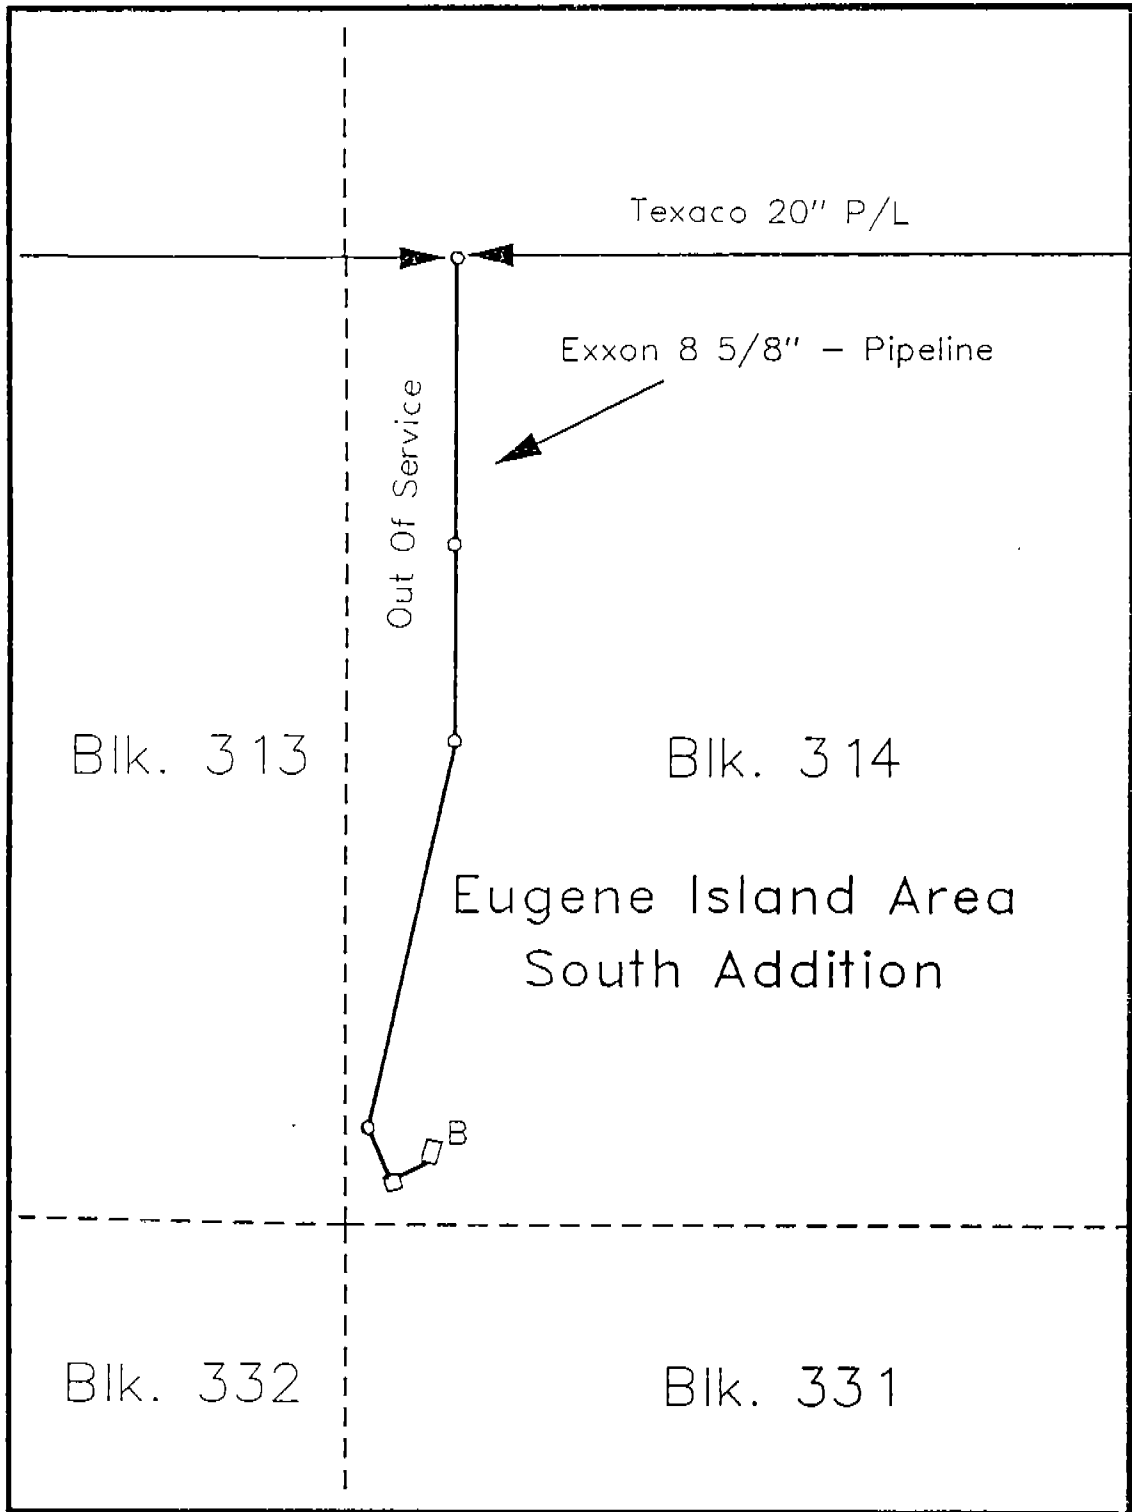 Texaco 20" P/L
Exxon 8 5/8" - Pipeline
Out Of Service
Blk. 313
Blk. 314
Eugene Island Area
South Addition
B
Blk. 332
Blk. 331